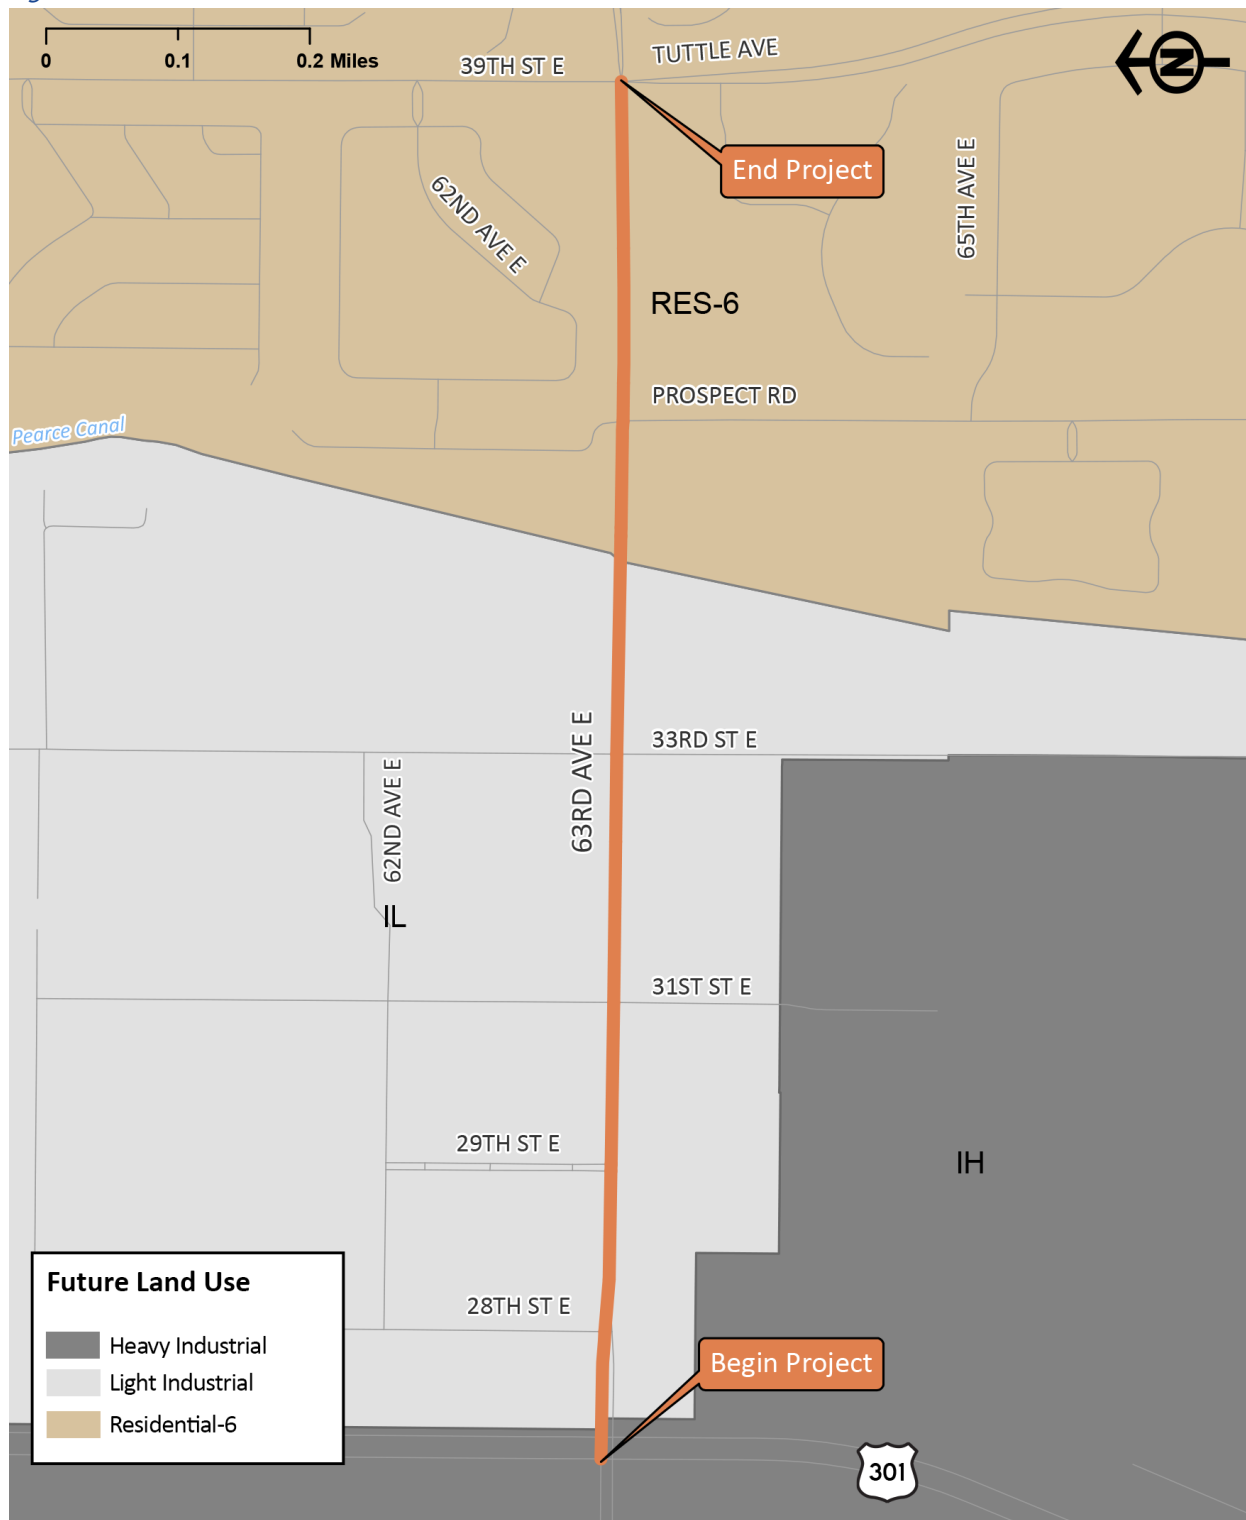 0 0.1 0.2 Miles
39TH ST E
TUTTLE AVE
N
End Project
65TH AVE E
62ND AVE E
RES-6
PROSPECT RD
Pearce Canal
33RD ST E
63RD AVE E
62ND AVE E
IL
31ST ST E
29TH ST E
IH
28TH ST E
Begin Project
301
Future Land Use
Heavy Industrial
Light Industrial
Residential-6